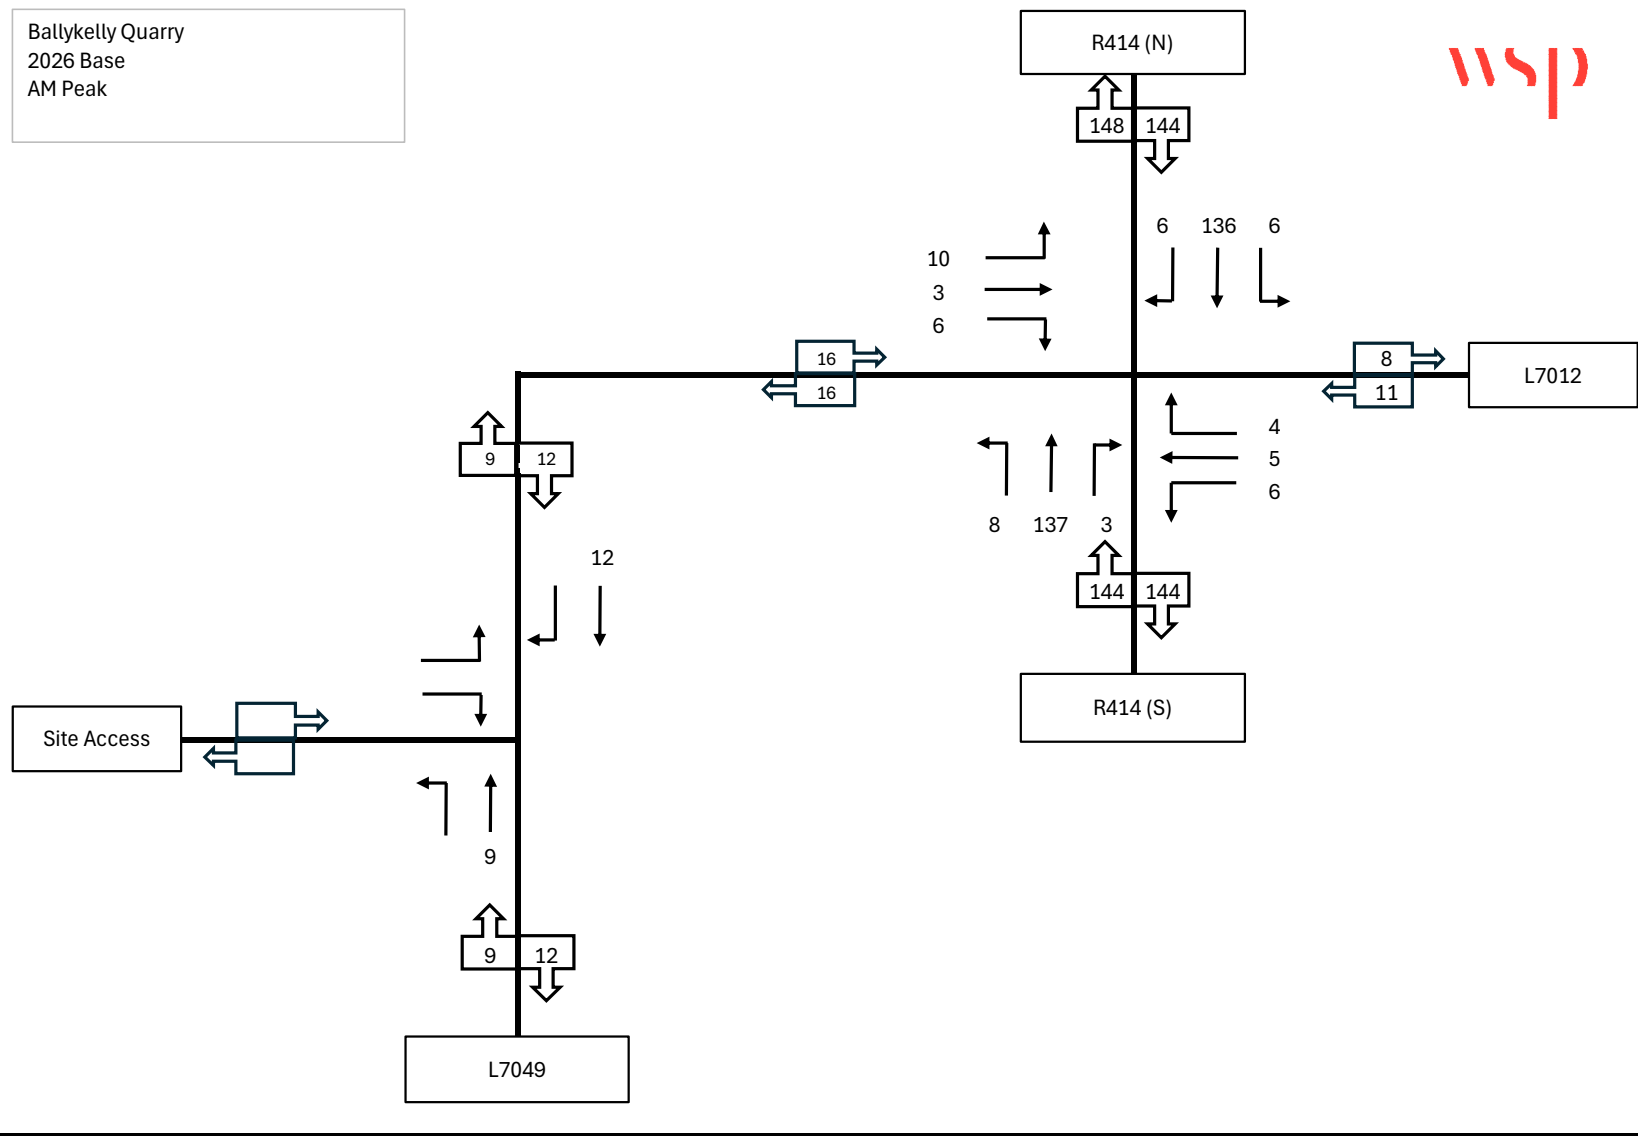 Ballykelly Quarry
2026 Base
AM Peak
R414 (N)
wsp
148 144
6 136 6
10
3
6
16
16
8
11
L7012
9 12
4
5
6
8 137 3
12
144 144
R414 (S)
Site Access
9
9 12
L7049